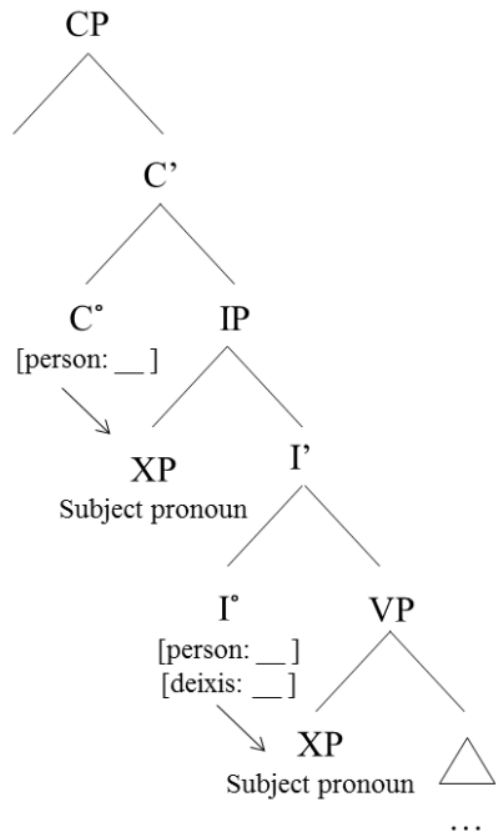 CP
C’
C° IP
[person: __ ]
XP I’
Subject pronoun
I° VP
[person: __ ]
[deixis: __ ]
XP
Subject pronoun
…